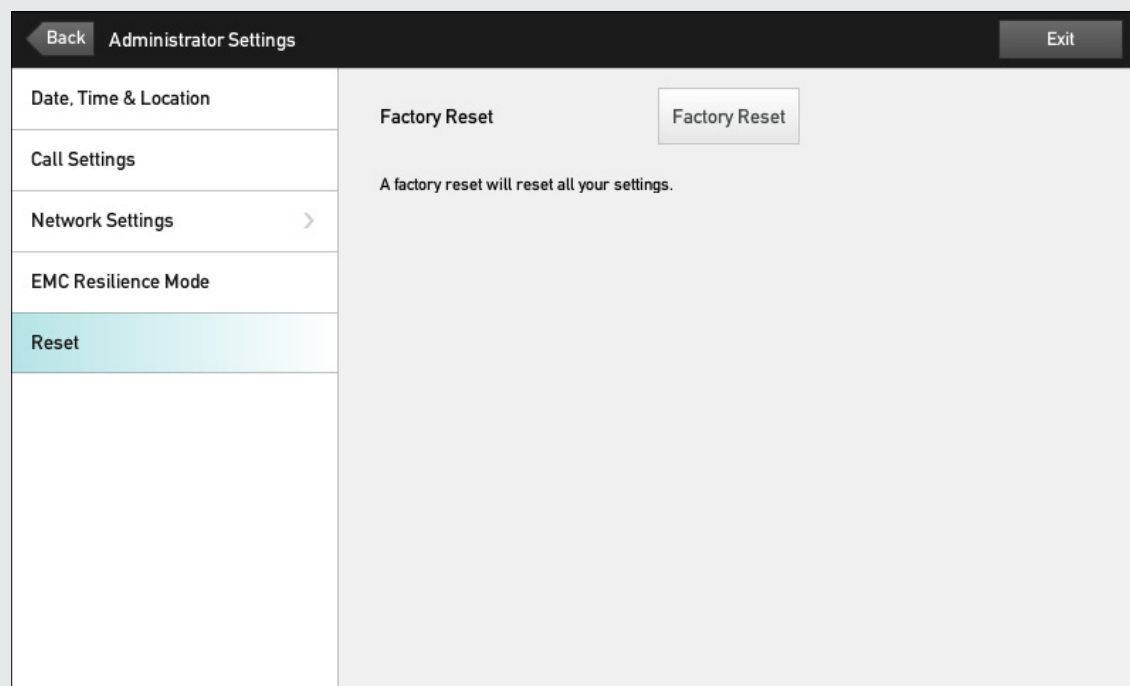 Back
Administrator Settings
Exit
Date, Time & Location
Call Settings
Network Settings
EMC Resilience Mode
Reset
Factory Reset
Factory Reset
A factory reset will reset all your settings.